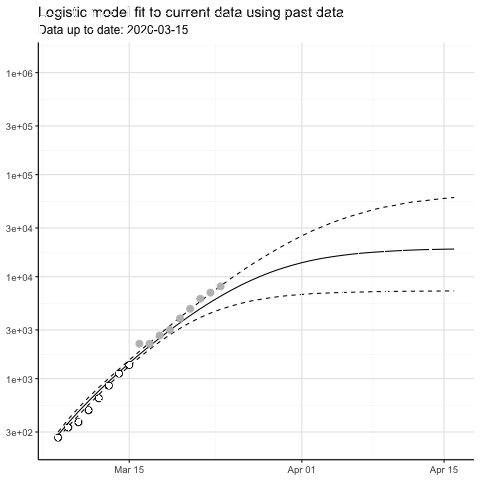 Logistic model fit to current data using past data
Data up to date: 2020-03-15
1e+06
3e+05
1e+05
3e+04
1e+04
3e+03
1e+03
3e+02
Mar 15
Apr 01
Apr 15